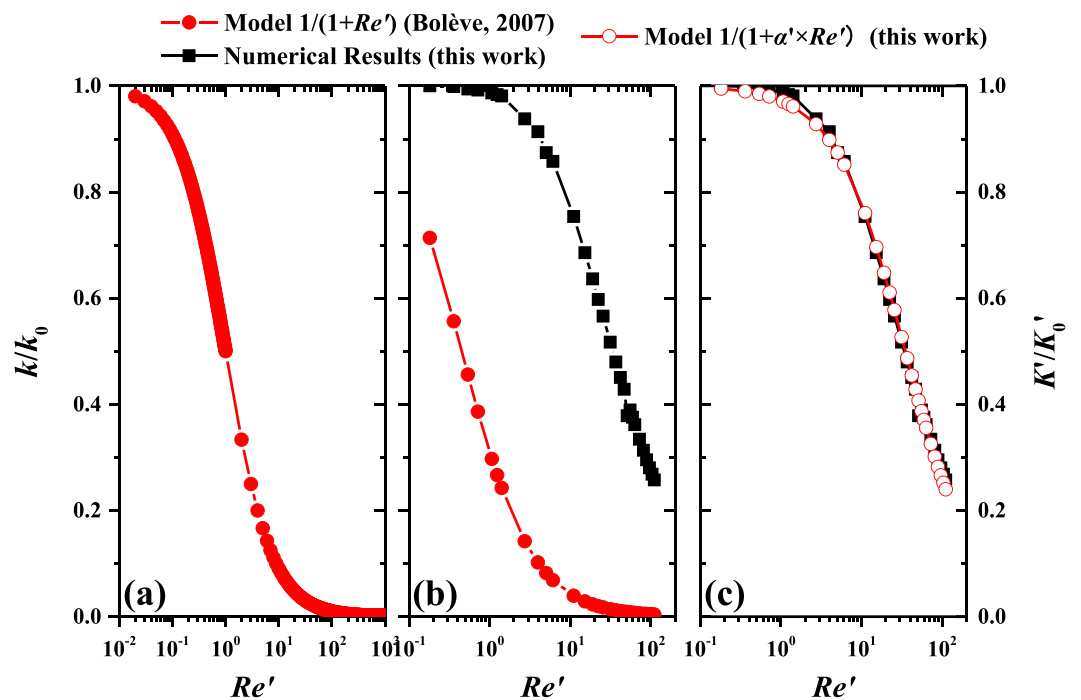 Model 1/(1+Re') (Bolève, 2007)
Numerical Results (this work)
Model 1/(1+α'×Re') (this work)
1.0
0.8
0.6
0.4
0.2
0.0
k/k₀
(a)
(b)
(c)
1.0
0.8
0.6
0.4
0.2
0.0
K'/K₀'
10⁻² 10⁻¹ 10⁰ 10¹ 10² 10³
10⁻¹ 10⁰ 10¹ 10²
10⁻¹ 10⁰ 10¹ 10²
Re' Re' Re'